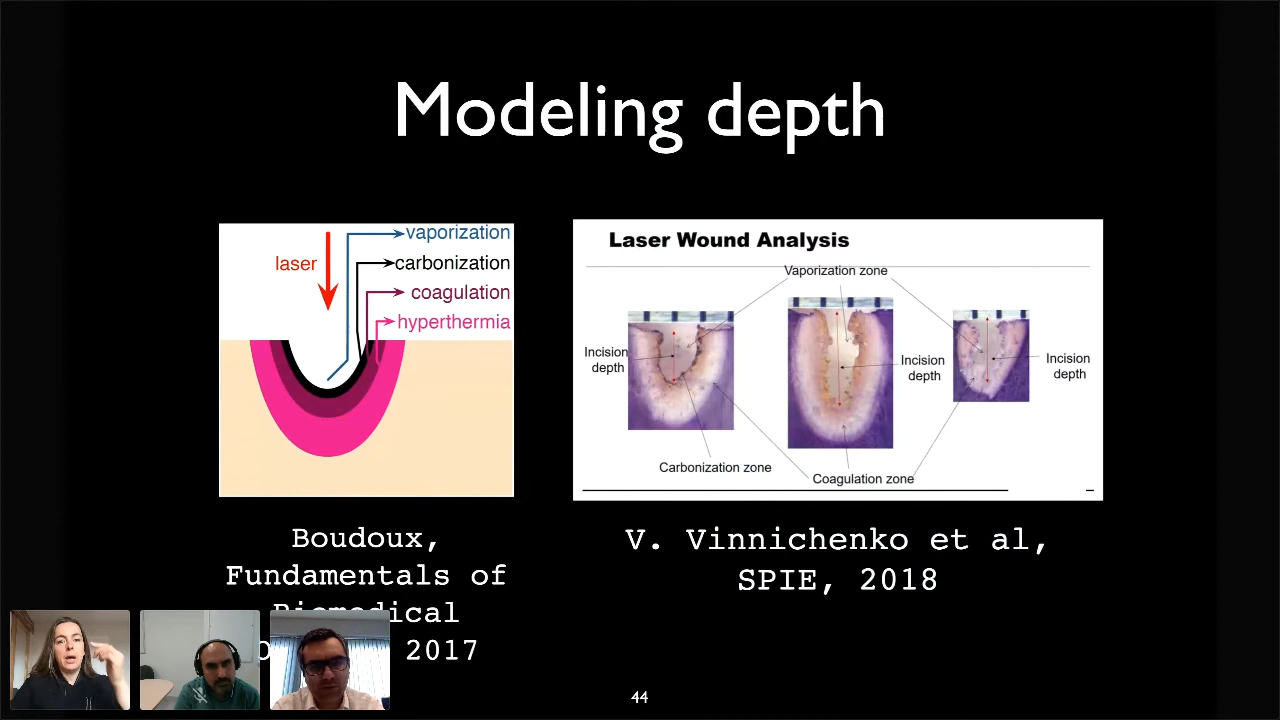 Modeling depth
laser
vaporization
carbonization
coagulation
hyperthermia
Laser Wound Analysis
Vaporization zone
Incision
depth
Incision
depth
Incision
depth
Carbonization zone
Coagulation zone
Boudoux,
Fundamentals of
2017
V. Vinnichenko et al,
SPIE, 2018
44